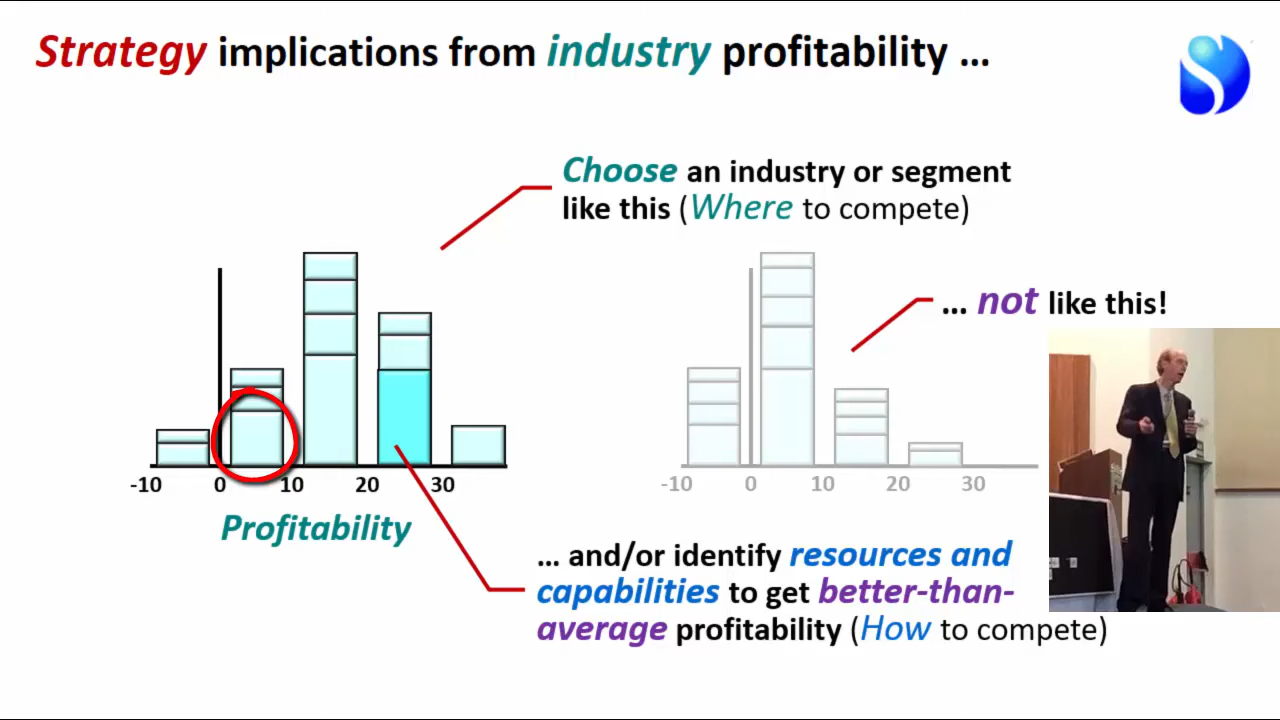 Strategy implications from industry profitability ...
Choose an industry or segment
like this (Where to compete)
... not like this!
-10 0 10 20 30
-10 0 10 20 30
Profitability
... and/or identify resources and
capabilities to get better-than-
average profitability (How to compete)